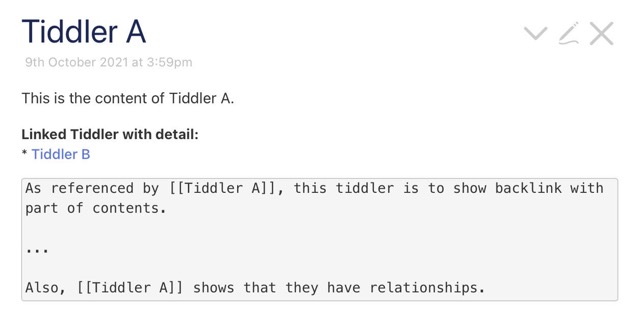 Tiddler A
9th October 2021 at 3:59pm
This is the content of Tiddler A.
Linked Tiddler with detail:
* Tiddler B
As referenced by [[Tiddler A]], this tiddler is to show backlink with
part of contents.
...
Also, [[Tiddler A]] shows that they have relationships.